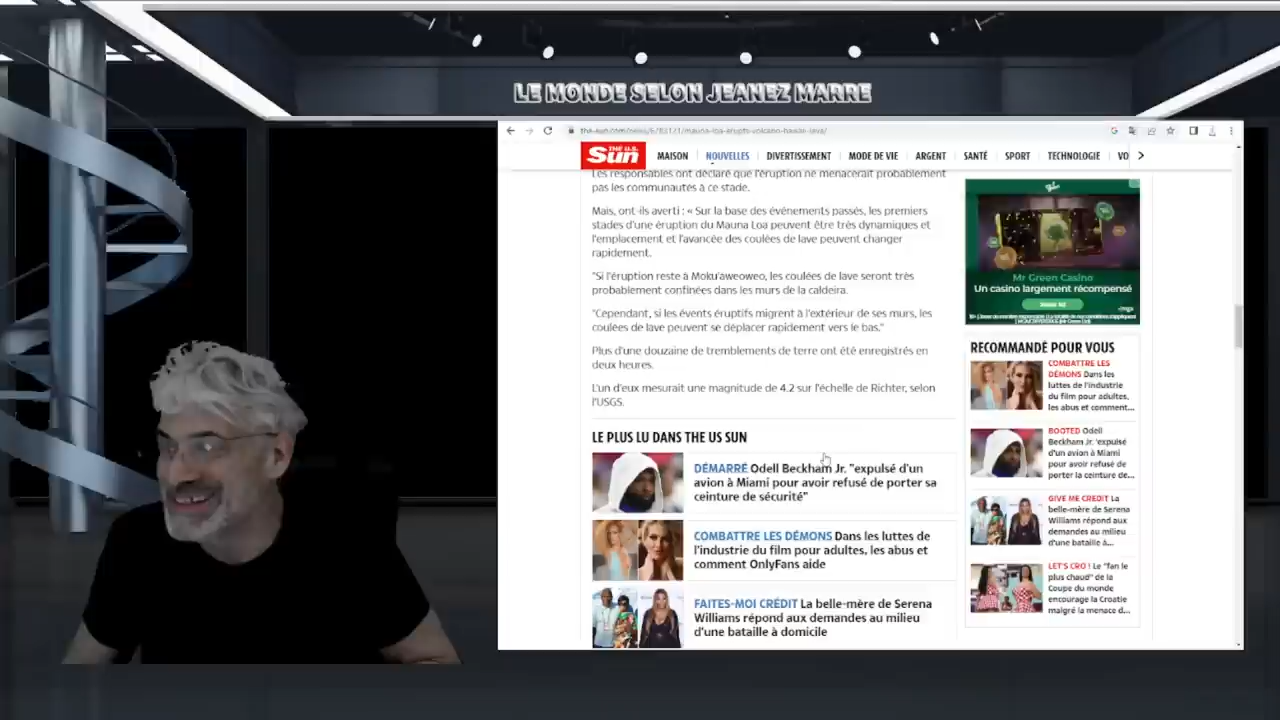 LE MONDE SELON JEANEZ MARRE
THE U.S.
Sun
MAISON NOUVELLES DIVERTISSEMENT MODE DE VIE ARGENT SANTÉ SPORT TECHNOLOGIE VO
Les responsables ont déclaré que l'éruption ne menacerait probablement
pas les communautés à ce stade.
Mais, ont-ils averti : « Sur la base des événements passés, les premiers
stades d'une éruption du Mauna Loa peuvent être très dynamiques et
l'emplacement et l'avancée des coulées de lave peuvent changer
rapidement.
"Si l'éruption reste à Moku'aweoweo, les coulées de lave seront très
probablement confinées dans les murs de la caldeira.
"Cependant, si les évents éruptifs migrent à l'extérieur de ses murs, les
coulées de lave peuvent se déplacer rapidement vers le bas."
Plus d'une douzaine de tremblements de terre ont été enregistrés en
deux heures.
L'un d'eux mesurait une magnitude de 4.2 sur l'échelle de Richter, selon
l'USGS.
LE PLUS LU DANS THE US SUN
DÉMARRÉ Odell Beckham Jr. "expulsé d'un
avion à Miami pour avoir refusé de porter sa
ceinture de sécurité"
COMBATTRE LES DÉMONS Dans les luttes de
l'industrie du film pour adultes, les abus et
comment OnlyFans aide
FAITES-MOI CRÉDIT La belle-mère de Serena
Williams répond aux demandes au milieu
d'une bataille à domicile
Mr Green Casino
Un casino largement récompensé
RECOMMANDÉ POUR VOUS
COMBATTRE LES
DÉMONS Dans les
luttes de l'industrie
du film pour adultes,
les abus et comment...
BOOTED Odell
Beckham Jr. 'expulsé
d'un avion à Miami
pour avoir refusé de
porter la ceinture de...
GIVE ME CREDIT La
belle-mère de Serena
Williams répond aux
demandes au milieu
d'une bataille à...
LET'S CRO ! Le "fan le
plus chaud" de la
Coupe du monde
encourage la Croatie
malgré la menace d...